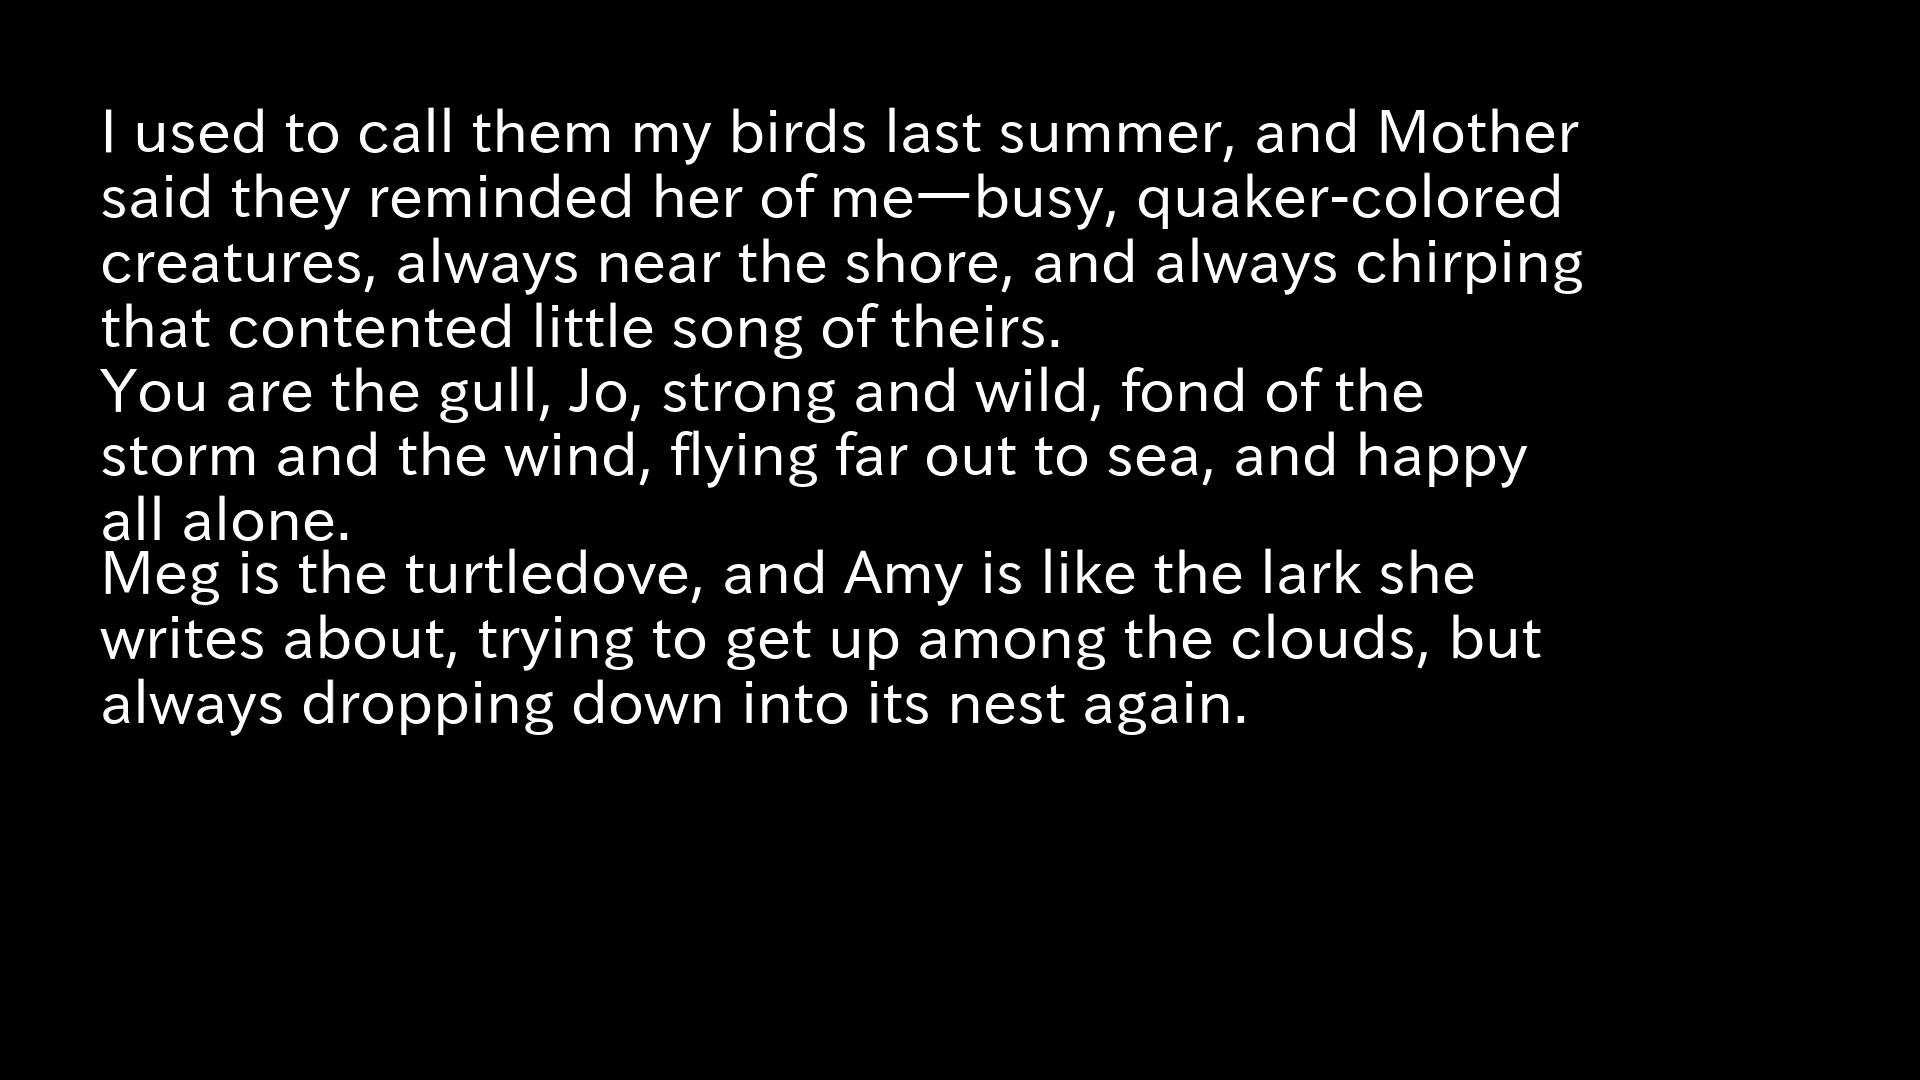 I used to call them my birds last summer, and Mother
said they reminded her of me—busy, quaker-colored
creatures, always near the shore, and always chirping
that contented little song of theirs.
You are the gull, Jo, strong and wild, fond of the
storm and the wind, flying far out to sea, and happy
all alone.
Meg is the turtledove, and Amy is like the lark she
writes about, trying to get up among the clouds, but
always dropping down into its nest again.